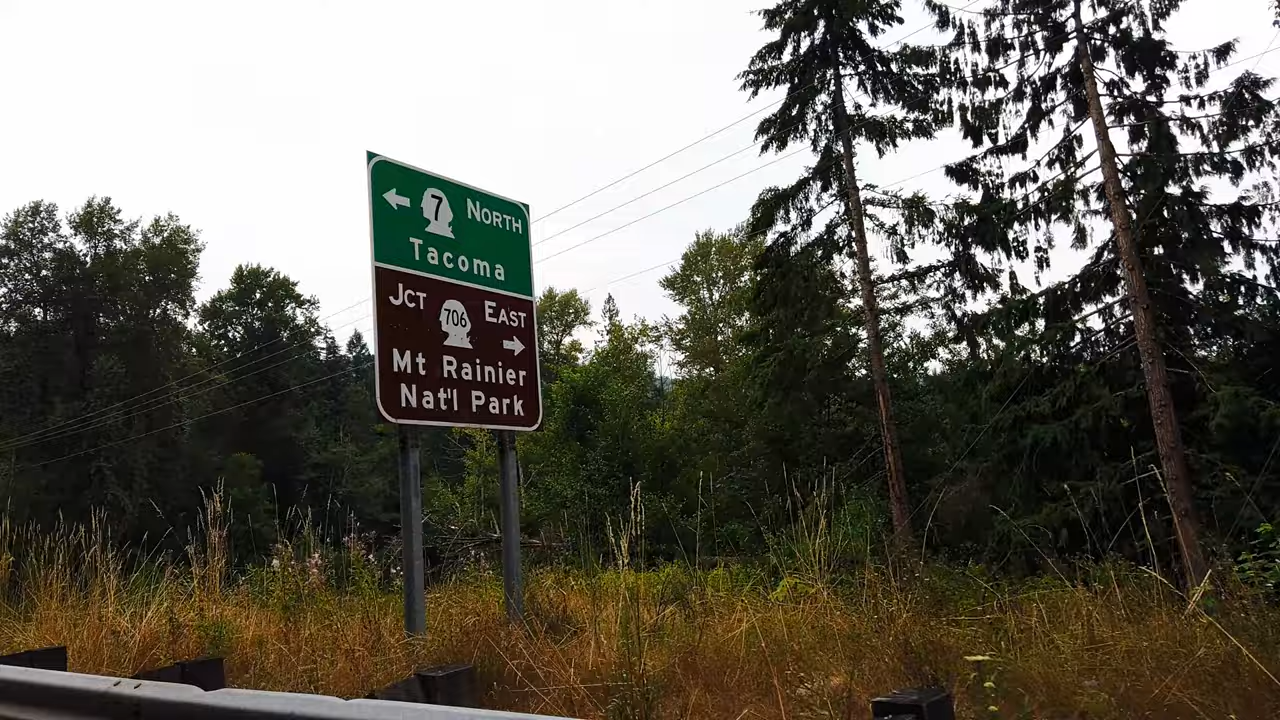 7 NORTH
Tacoma
JCT 706 EAST
Mt Rainier
Nat'l Park